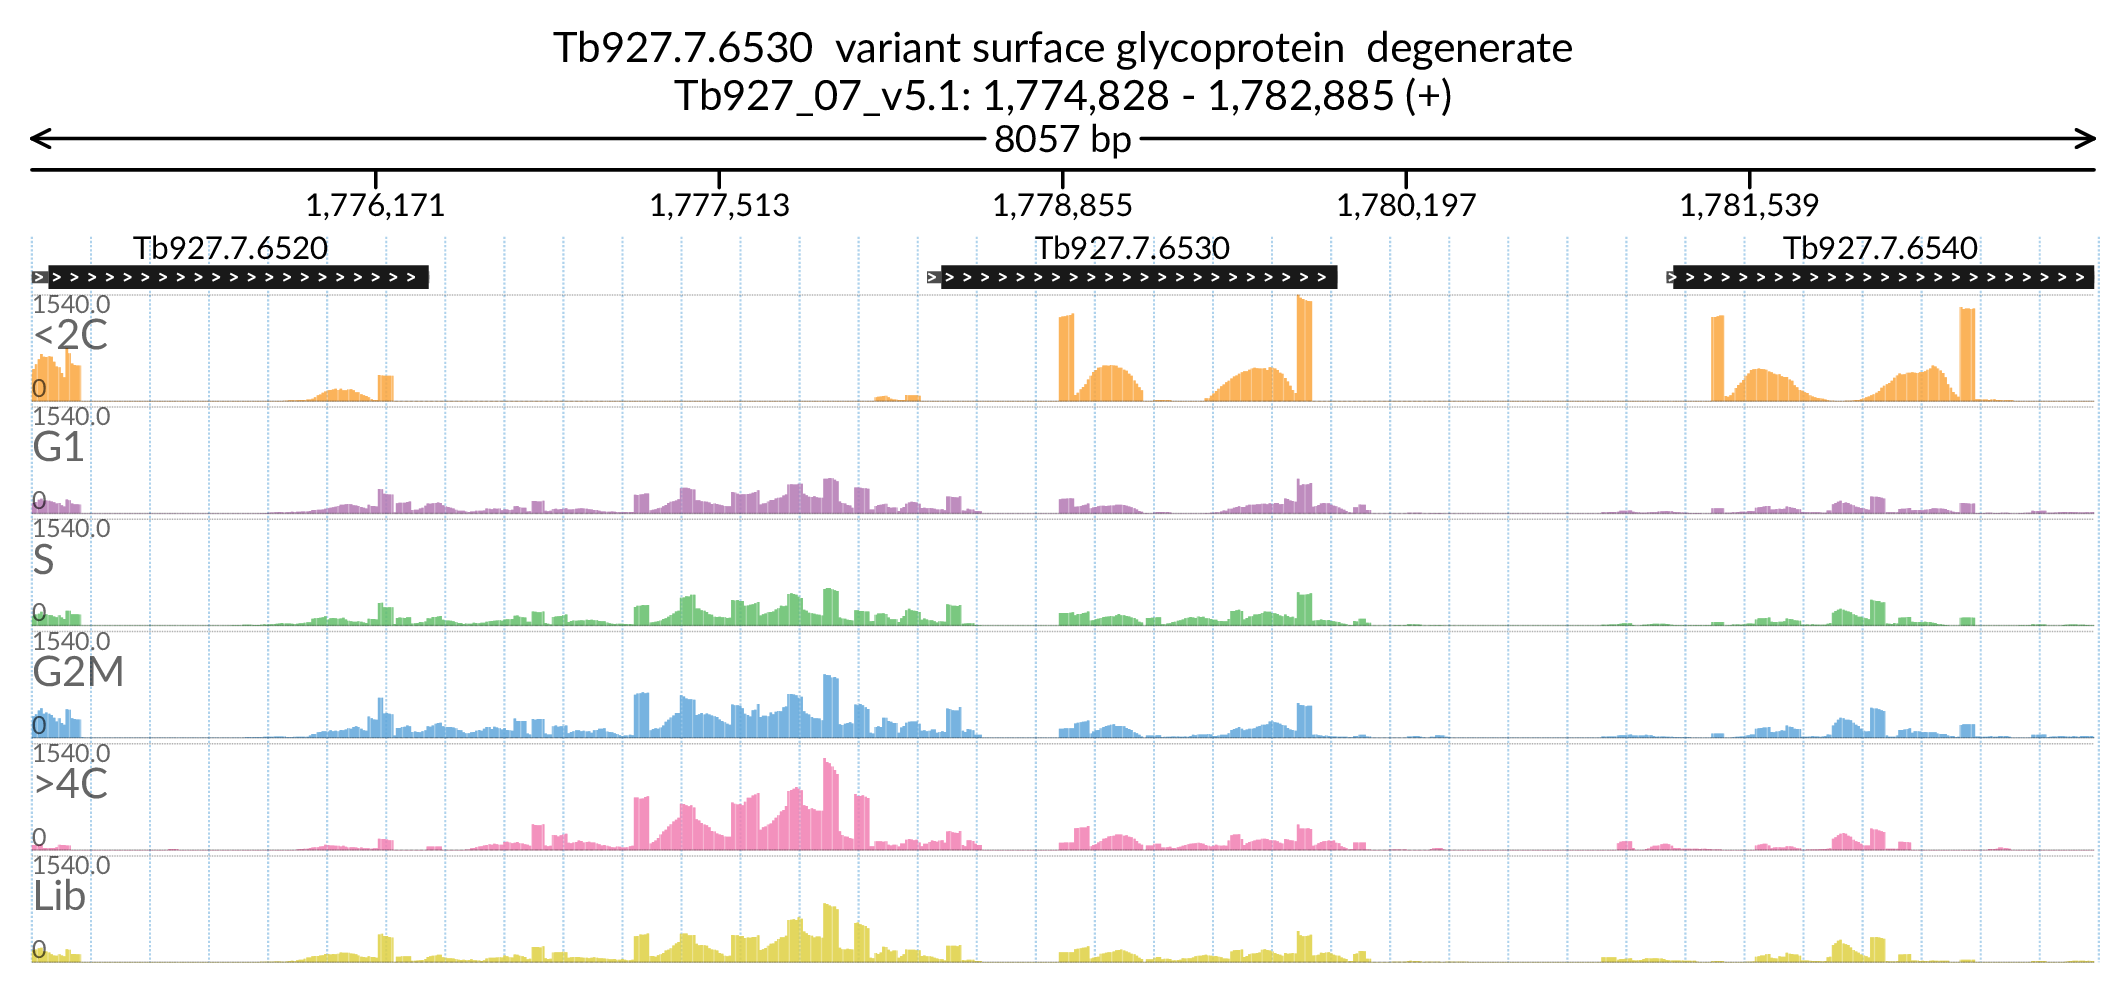 Tb927.7.6530 variant surface glycoprotein degenerate
Tb927_07_v5.1: 1,774,828 - 1,782,885 (+)
8057 bp
1,776,171 1,777,513 1,778,855 1,780,197 1,781,539
Tb927.7.6520 Tb927.7.6530 Tb927.7.6540
1540.0
<2C
0
1540.0
G1
0
1540.0
S
0
1540.0
G2M
0
1540.0
>4C
0
1540.0
Lib
0